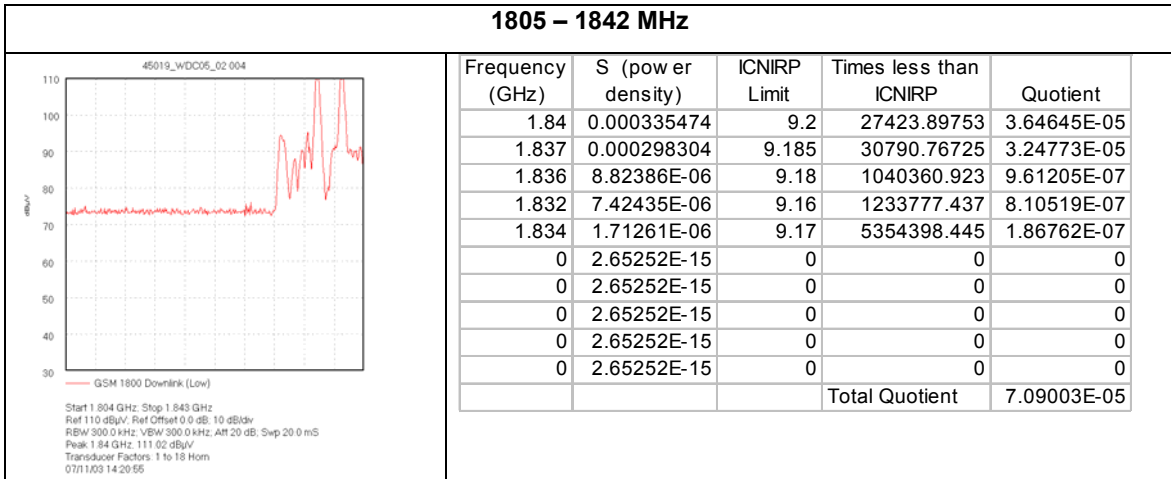 1805 – 1842 MHz
45019_WDC05_02 004
110
100
90
80
70
60
50
40
30
dBµV
GSM 1800 Downlink (Low)
Start 1.804 GHz; Stop 1.843 GHz
Ref 110 dBµV; Ref Offset 0.0 dB; 10 dB/div
RBW 300.0 kHz; VBW 300.0 kHz; Att 20 dB; Swp 20.0 mS
Peak 1.84 GHz, 111.02 dBµV
Transducer Factors: 1 to 18 Horn
07/11/03 14:20:55
Frequency (GHz) S (power density) ICNIRP Limit Times less than ICNIRP Quotient
1.84 0.000335474 9.2 27423.89753 3.64645E-05
1.837 0.000298304 9.185 30790.76725 3.24773E-05
1.836 8.82386E-06 9.18 1040360.923 9.61205E-07
1.832 7.42435E-06 9.16 1233777.437 8.10519E-07
1.834 1.71261E-06 9.17 5354398.445 1.86762E-07
0 2.65252E-15 0 0 0
0 2.65252E-15 0 0 0
0 2.65252E-15 0 0 0
0 2.65252E-15 0 0 0
0 2.65252E-15 0 0 0
Total Quotient 7.09003E-05